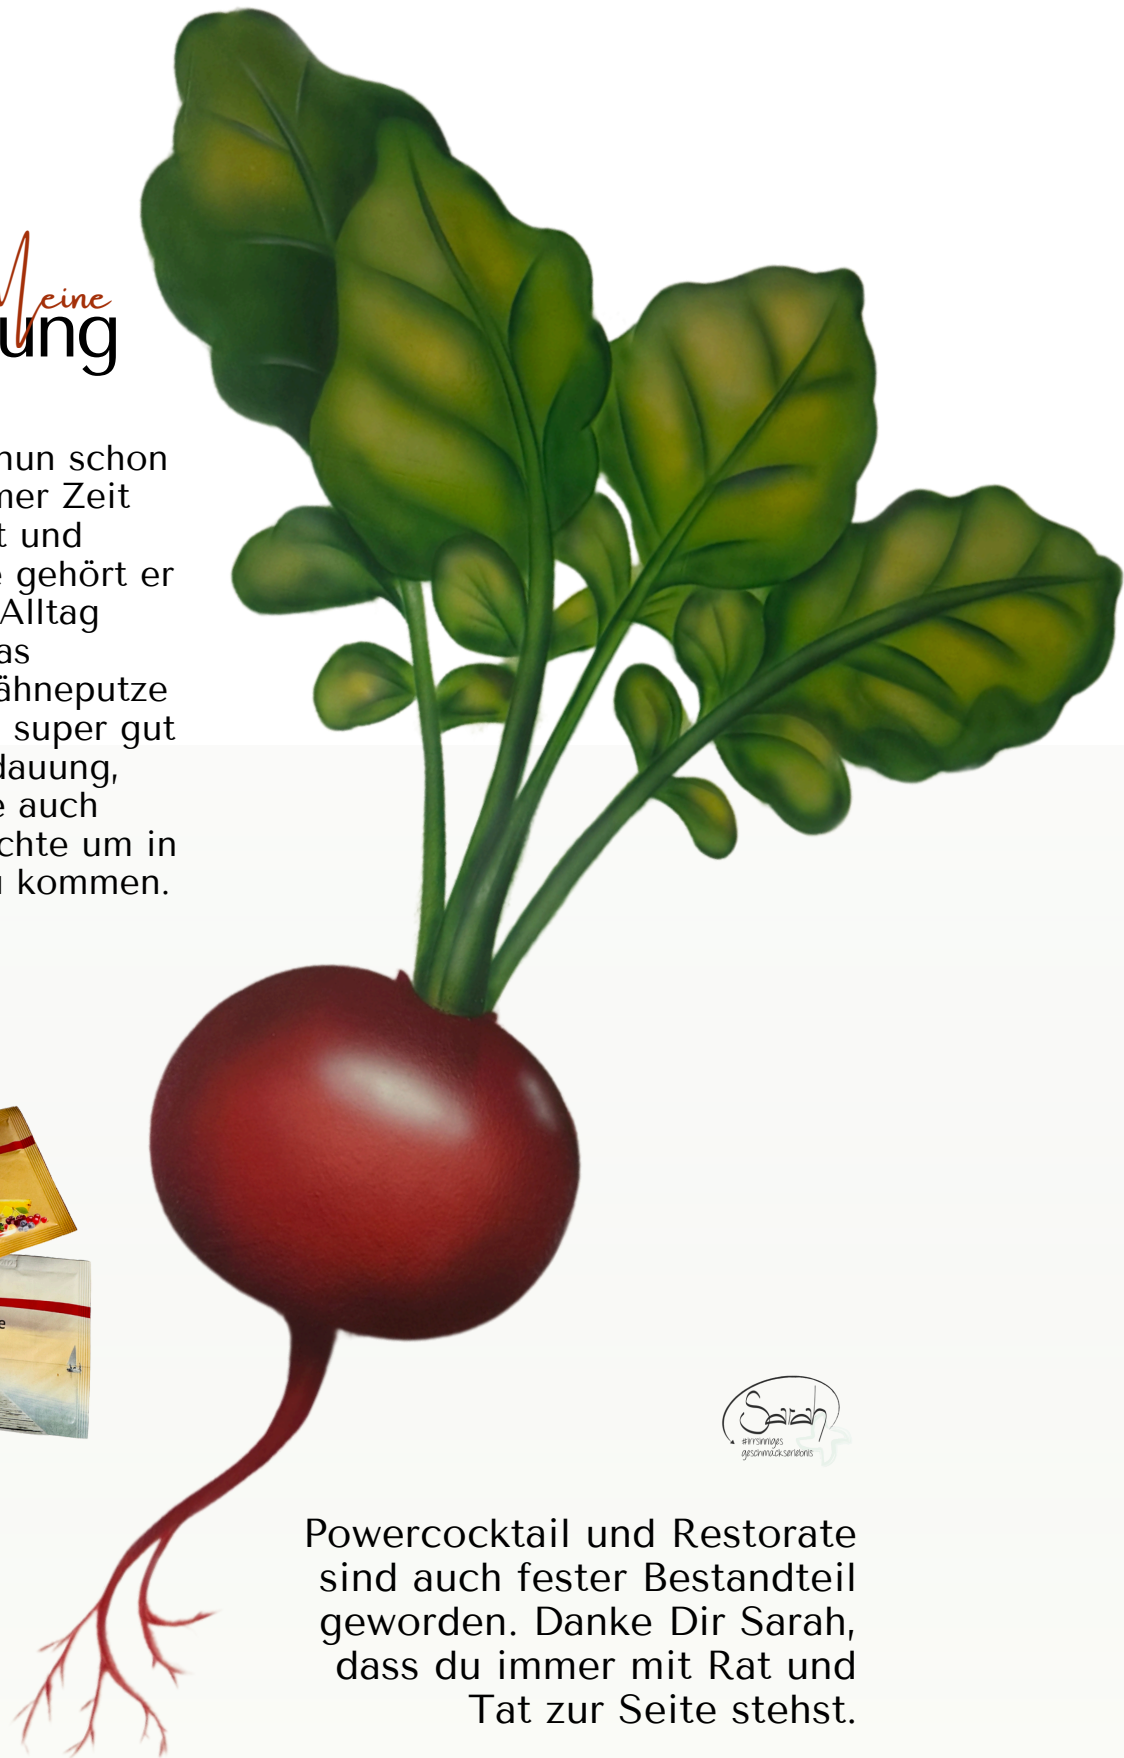 Meine
ung
nun schon
ner Zeit
t und
gehört er
Alltag
as
ähneputze
super gut
dauung,
e auch
chte um in
kommen.
e
Sarah
#irrsinniges
geschmackserlebnis
Powercocktail und Restorate
sind auch fester Bestandteil
geworden. Danke Dir Sarah,
dass du immer mit Rat und
Tat zur Seite stehst.